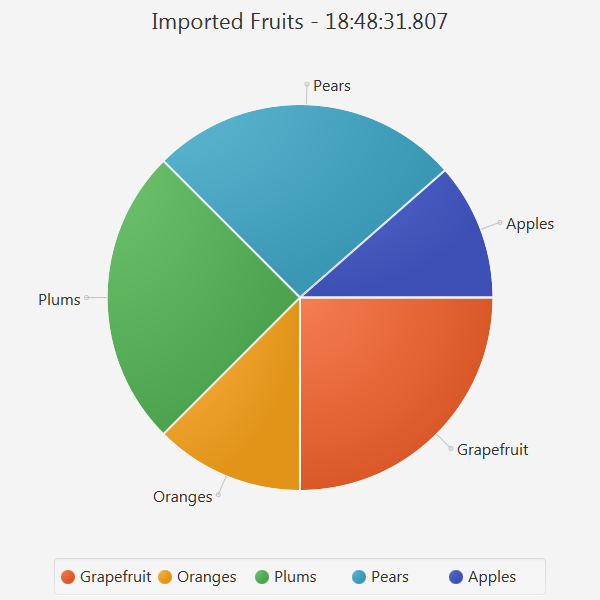 Imported Fruits - 18:48:31.807
Pears
Apples
Plums
Grapefruit
Oranges
Grapefruit Oranges Plums Pears Apples